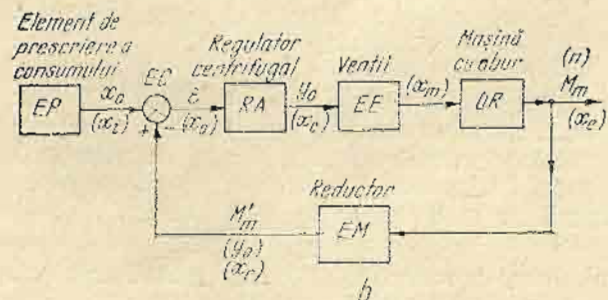 Element de
prescriere a
consumului
EP
x₀
(xᵢ)
EC
+
-
ε
(xₐ)
Regulator
centrifugal
RA
y₀
(x꜀)
Ventil
EE
(xₘ)
Mașină
cu abur
OR
(n)
Mₘ
(xₑ)
Reductor
EM
M'ₘ
(y₀)
(xᵣ)
b